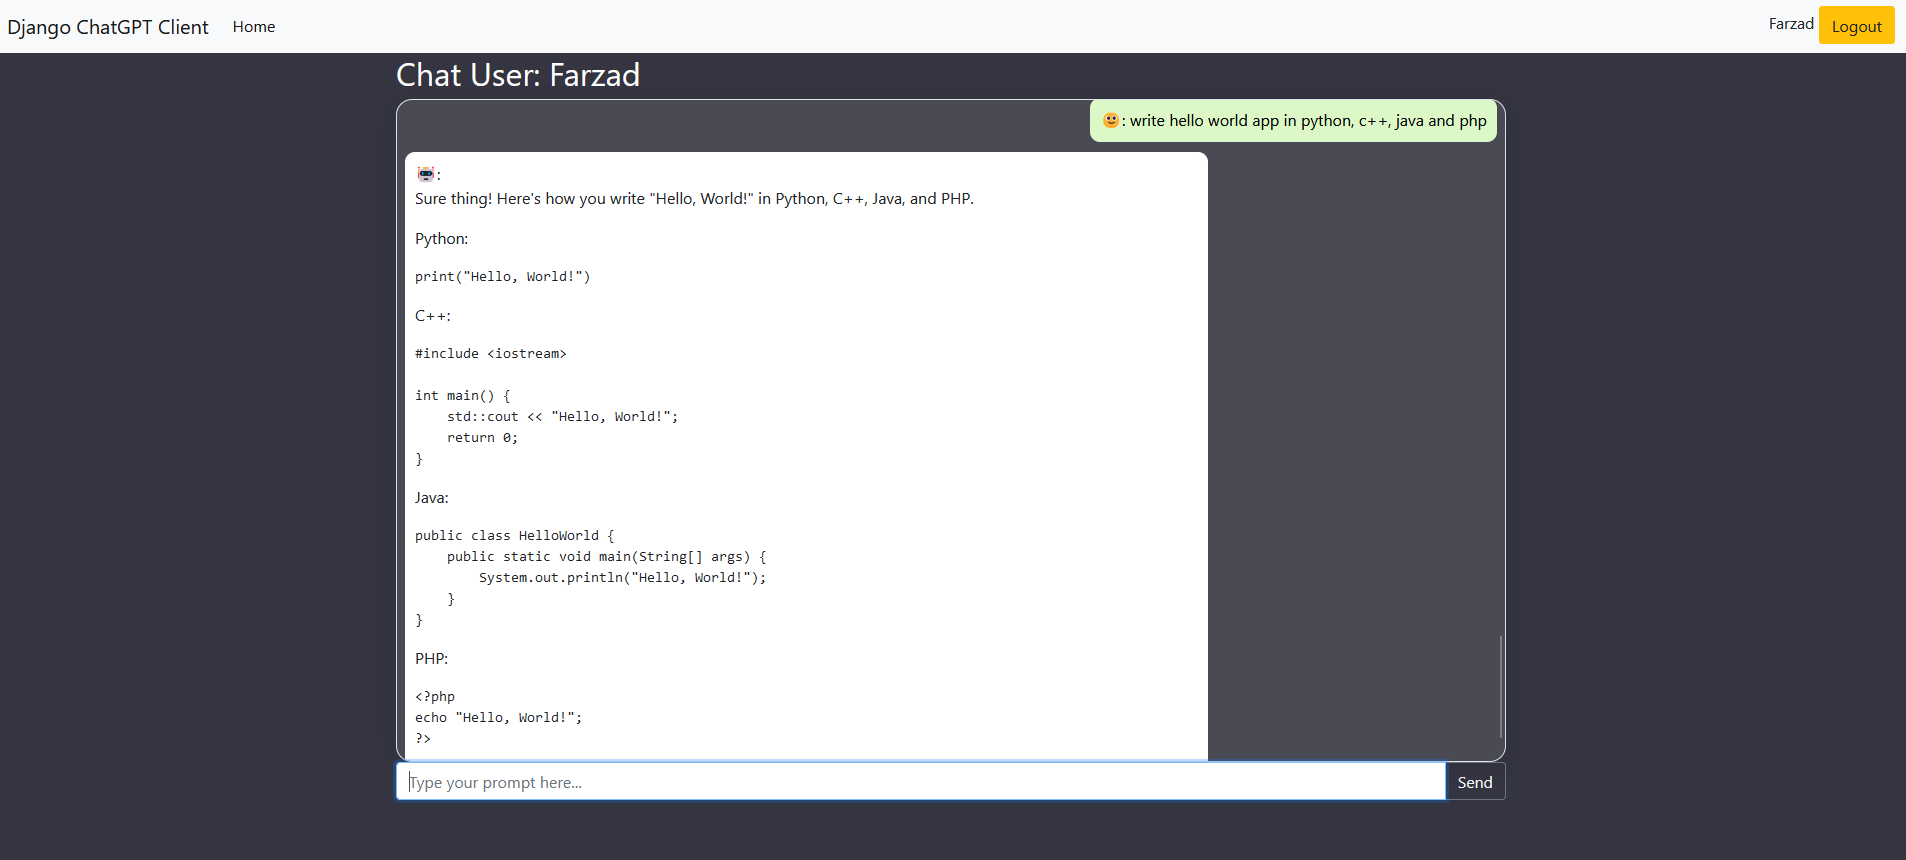 Django ChatGPT Client Home Farzad Logout
Chat User: Farzad
🙂: write hello world app in python, c++, java and php
🤖:
Sure thing! Here's how you write "Hello, World!" in Python, C++, Java, and PHP.
Python:
print("Hello, World!")
C++:
#include <iostream>
int main() {
    std::cout << "Hello, World!";
    return 0;
}
Java:
public class HelloWorld {
    public static void main(String[] args) {
        System.out.println("Hello, World!");
    }
}
PHP:
<?php
echo "Hello, World!";
?>
Type your prompt here... Send